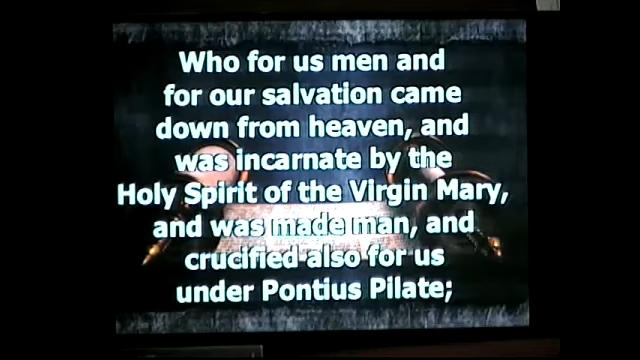 Who for us men and
for our salvation came
down from heaven, and
was incarnate by the
Holy Spirit of the Virgin Mary,
and was made man, and
crucified also for us
under Pontius Pilate;